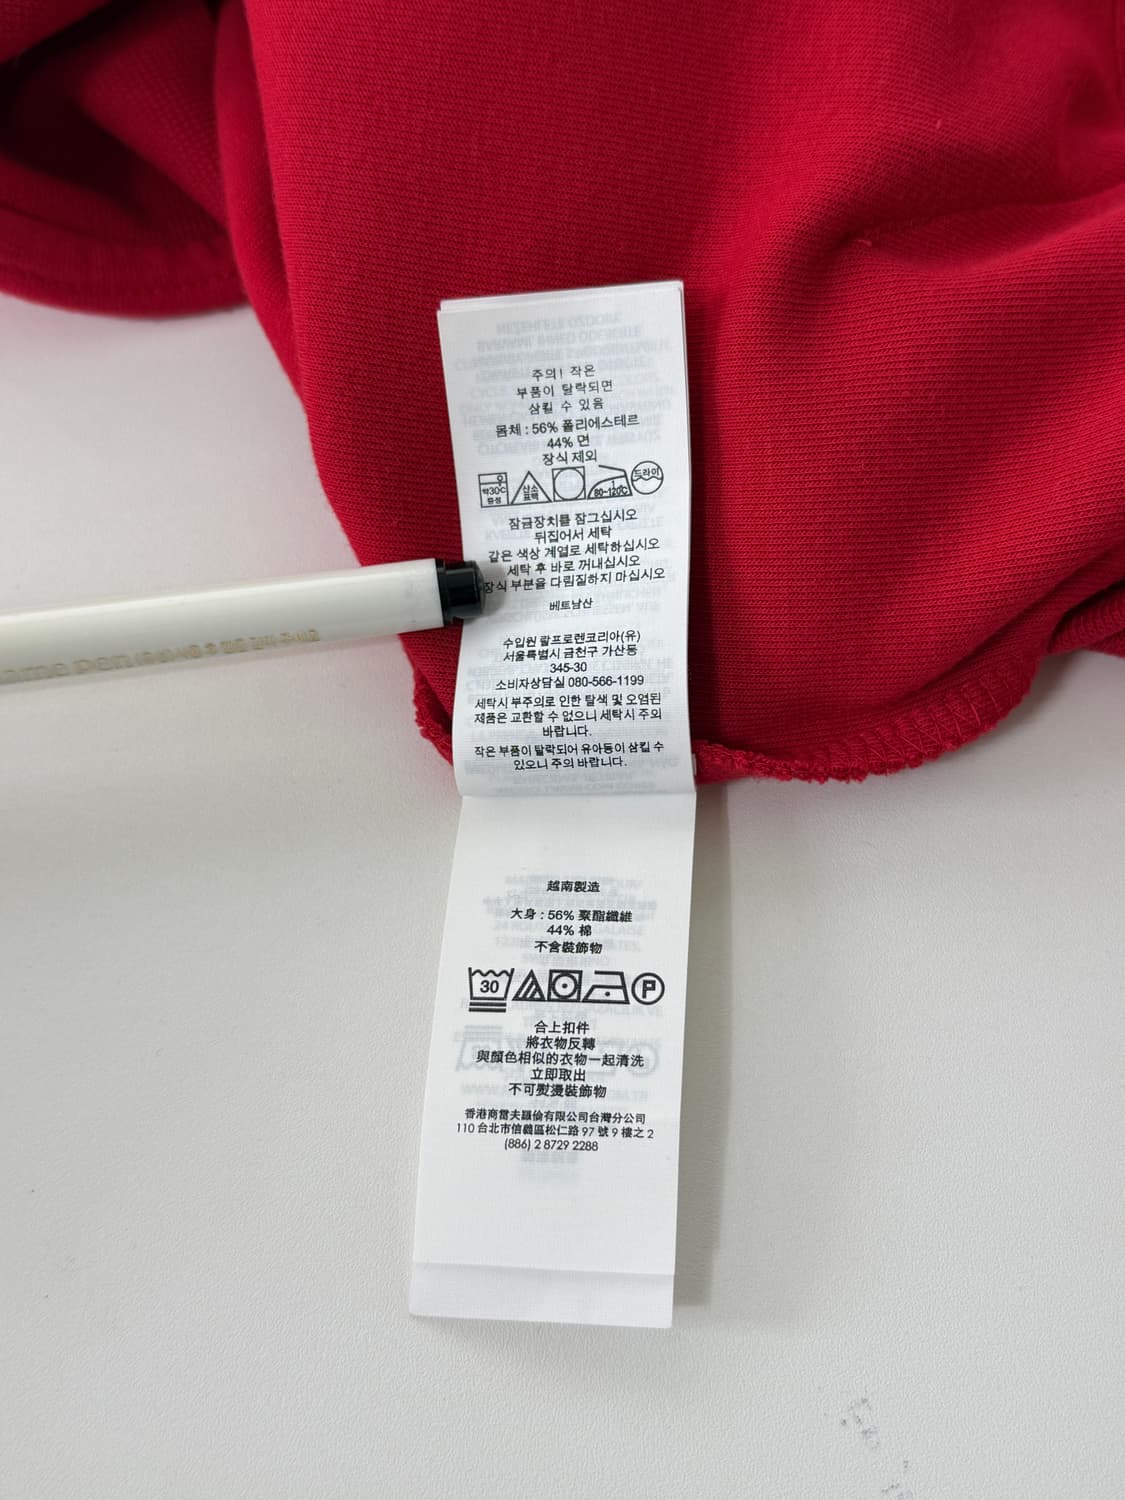 주의! 작은
부품이 탈락되면
삼킬 수 있음
몸체 : 56% 폴리에스테르
44% 면
장식 제외
약30℃
중성
산소
표백
80-120℃
드라이
잠금장치를 잠그십시오
뒤집어서 세탁
같은 색상 계열로 세탁하십시오
세탁 후 바로 꺼내십시오
장식 부분을 다림질하지 마십시오
베트남산
수입원 랄프로렌코리아(유)
서울특별시 금천구 가산동
345-30
소비자상담실 080-566-1199
세탁시 부주의로 인한 탈색 및 오염된
제품은 교환할 수 없으니 세탁시 주의
바랍니다.
작은 부품이 탈락되어 유아동이 삼킬 수
있으니 주의 바랍니다.
越南製造
大身 : 56% 聚酯纖維
44% 棉
不含裝飾物
30
P
合上扣件
將衣物反轉
與顏色相似的衣物一起清洗
立即取出
不可熨燙裝飾物
香港商雷夫羅倫有限公司台灣分公司
110 台北市信義區松仁路 97 號 9 樓之 2
(886) 2 8729 2288